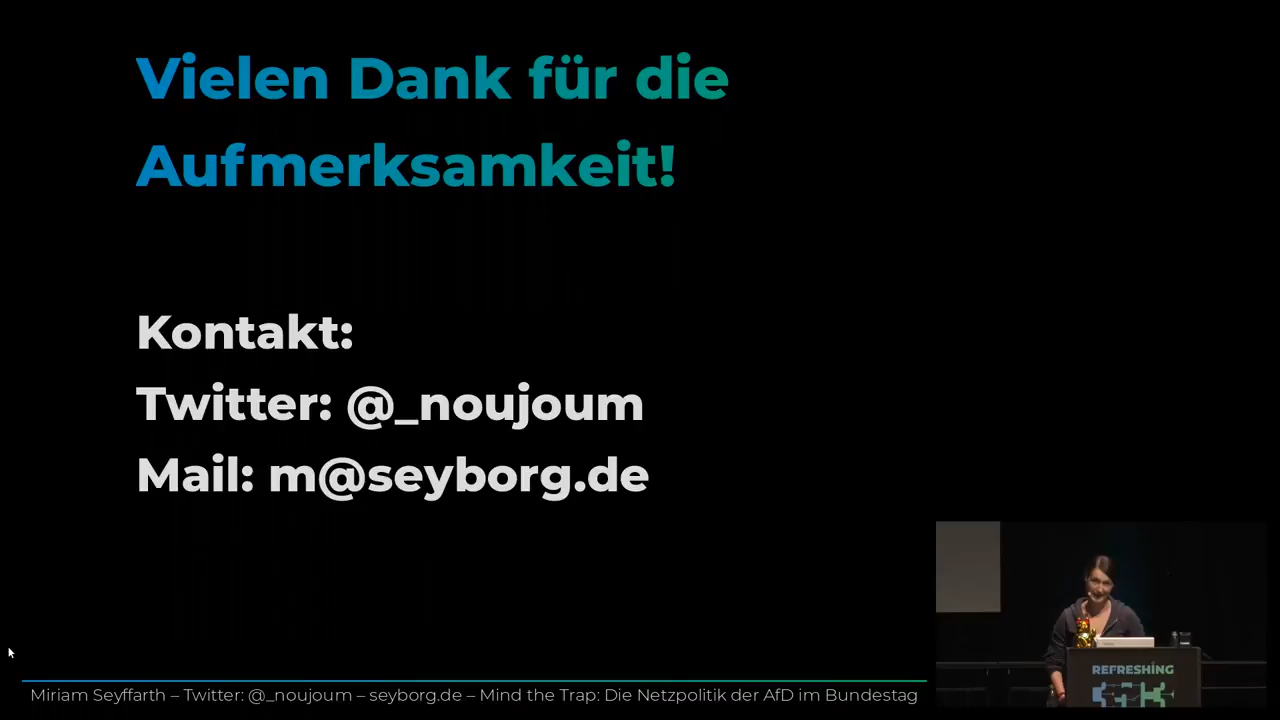 Vielen Dank für die
Aufmerksamkeit!
Kontakt:
Twitter: @_noujoum
Mail: m@seyborg.de
Miriam Seyffarth – Twitter: @_noujoum – seyborg.de – Mind the Trap: Die Netzpolitik der AfD im Bundestag
REFRESHING